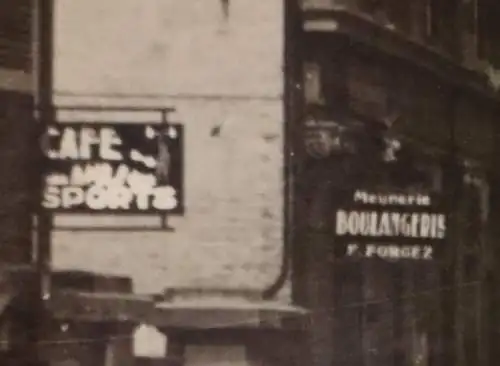 CAFE
SPORTS
Meunerie
BOULANGERIE
F. FORGEZ